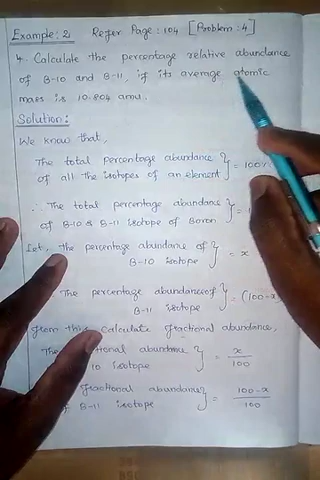 Example: 2 Refer Page: 104 [Problem: 4]
4. Calculate the percentage relative abundance
of B-10 and B-11, if its average atomic
mass is 10.804 amu.
Solution:
We know that,
The total percentage abundance
of all the isotopes of an element } = 100%
∴ The total percentage abundance
of B-10 & B-11 isotope of Boron } =
Let, The percentage abundance of
B-10 isotope } = x
The percentage abundance of
B-11 isotope } = (100-x)
From this calculate fractional abundance,
The abundance
10 isotope } = x/100
fractional abundance
B-11 isotope } = 100-x/100